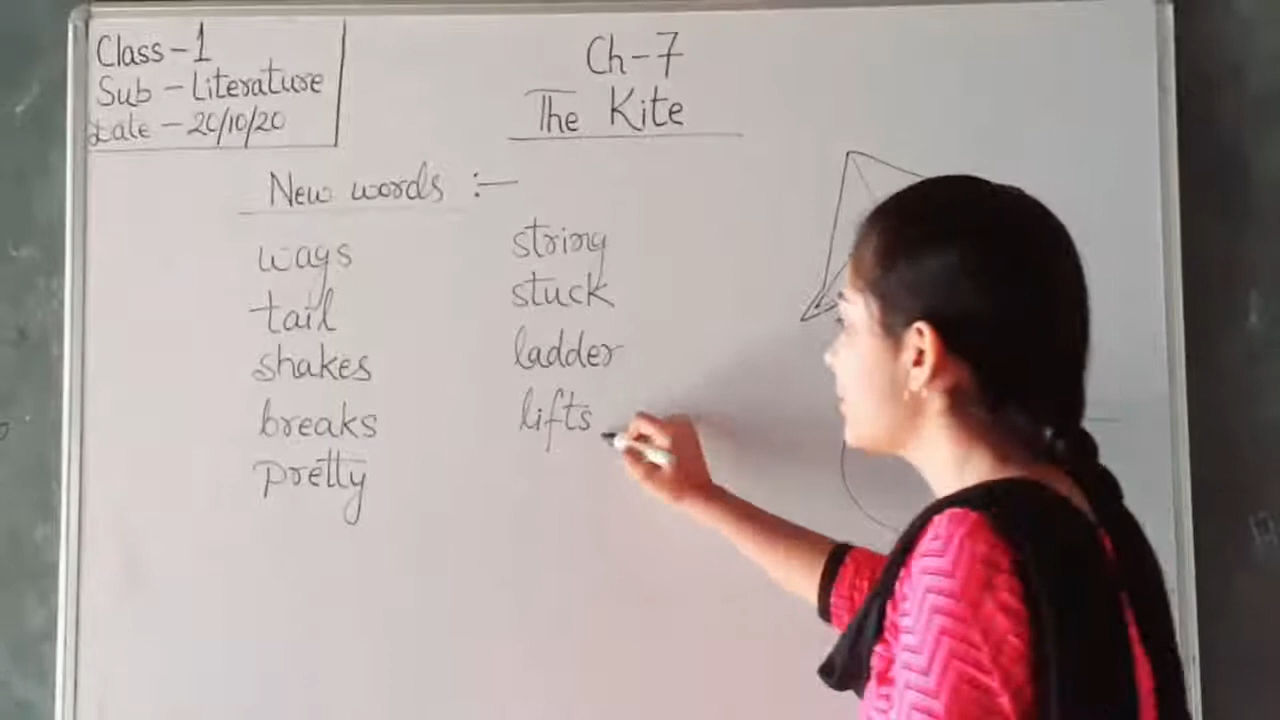 Class-1
Sub - Literature
Date - 20/10/20
Ch-7
The Kite
New words :-
wags
tail
shakes
breaks
pretty
string
stuck
ladder
lifts